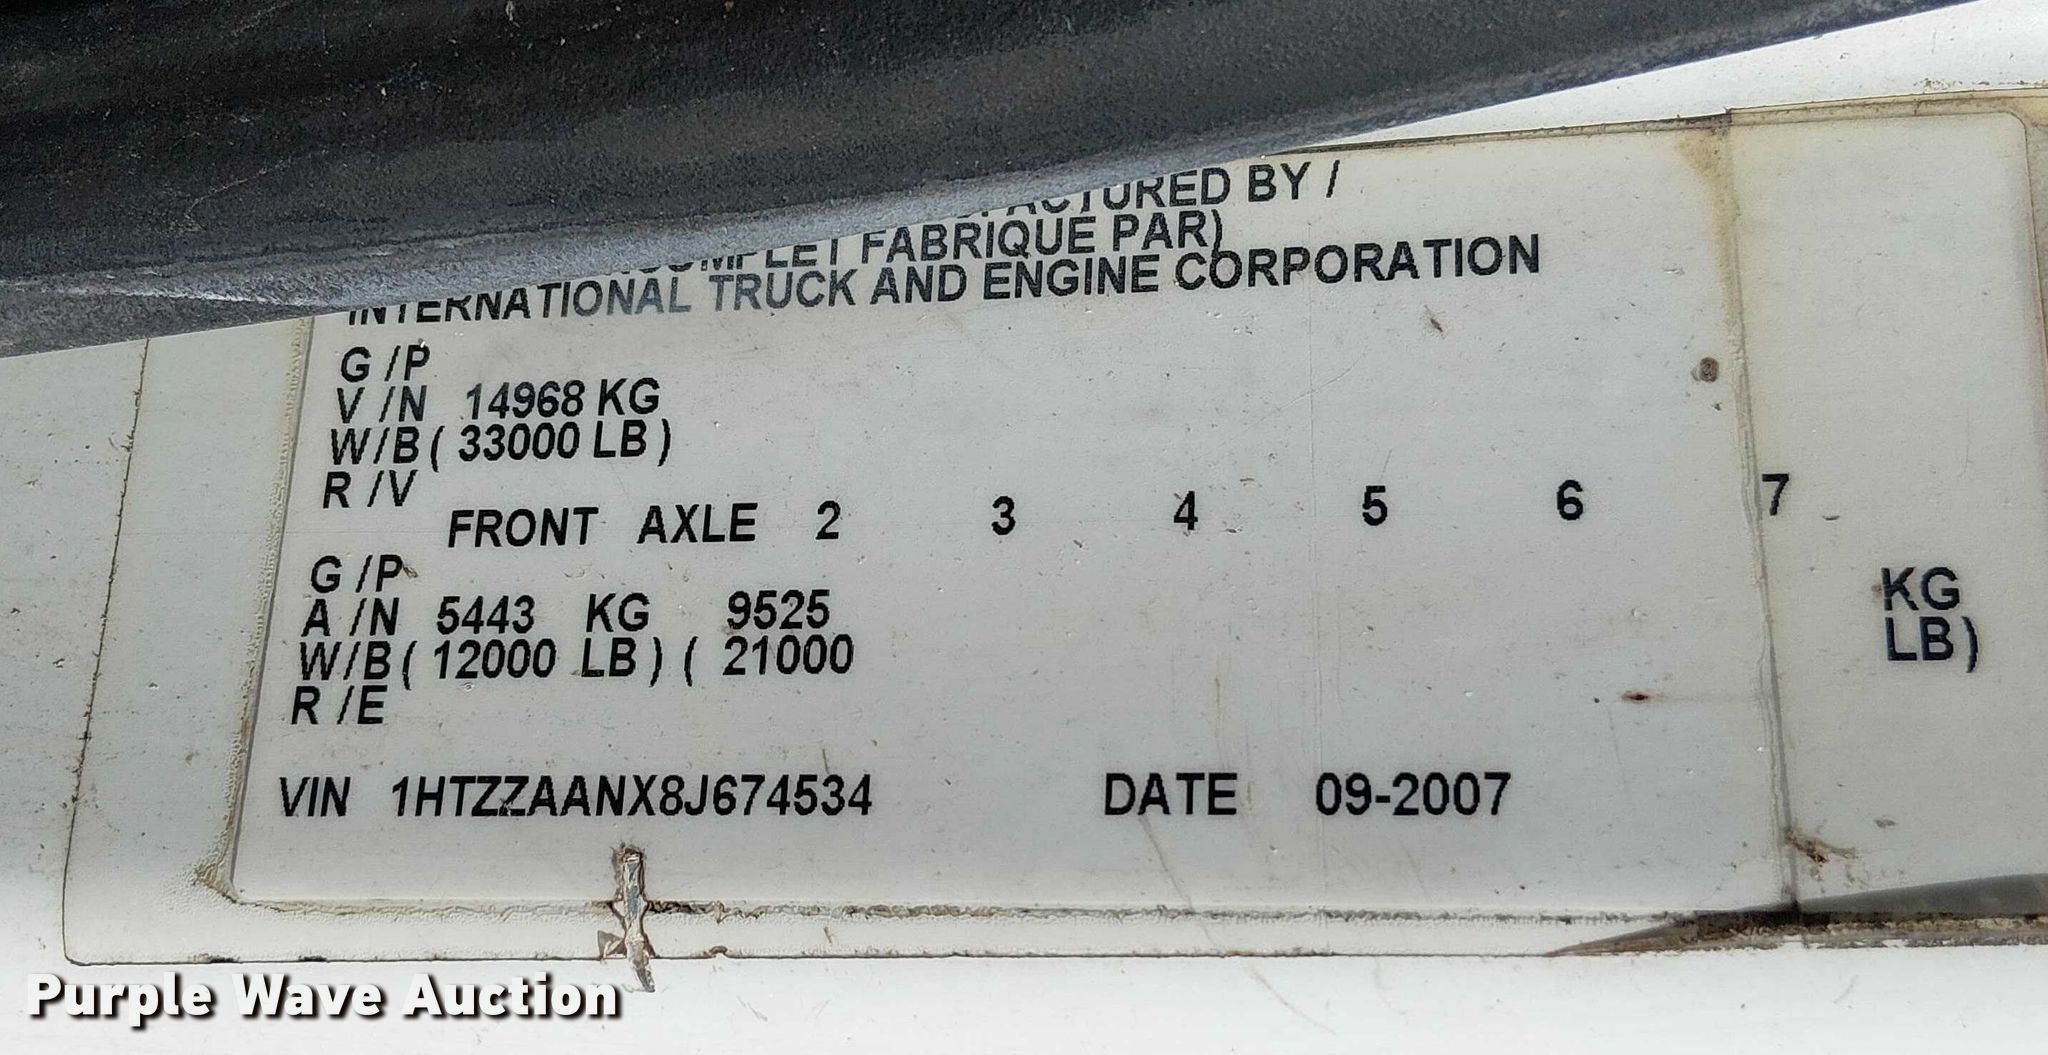 BY /
FABRIQUE PAR)
INTERNATIONAL TRUCK AND ENGINE CORPORATION
G /P
V /N 14968 KG
W/B ( 33000 LB )
R /V
FRONT AXLE 2 3 4 5 6 7
G /P
A /N 5443 KG 9525 KG
W/B ( 12000 LB ) ( 21000 LB )
R /E
VIN 1HTZZAANX8J674534 DATE 09-2007
Purple Wave Auction